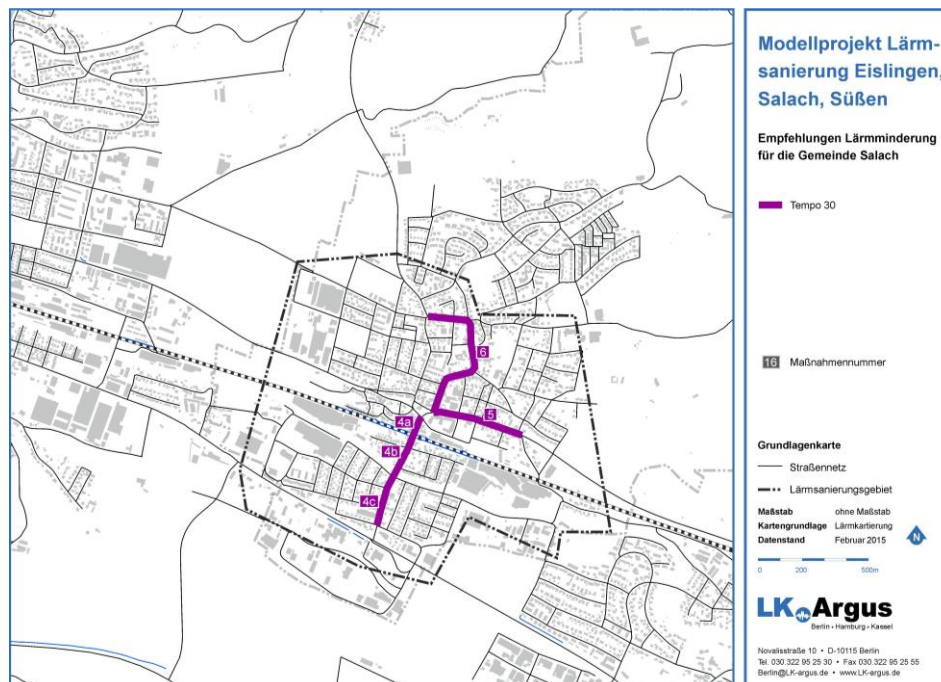 Modellprojekt Lärm-
sanierung Eislingen,
Salach, Süßen
Empfehlungen Lärmminderung
für die Gemeinde Salach
Tempo 30
16 Maßnahmennummer
Grundlagenkarte
Straßennetz
Lärmsanierungsgebiet
Maßstab ohne Maßstab
Kartengrundlage Lärmkartierung
Datenstand Februar 2015
N
0 200 500m
LK Argus
Berlin • Hamburg • Kassel
Novalisstraße 10 • D-10115 Berlin
Tel. 030.322 95 25 30 • Fax 030.322 95 25 55
Berlin@LK-argus.de • www.LK-argus.de
6
5
4a
4b
4c